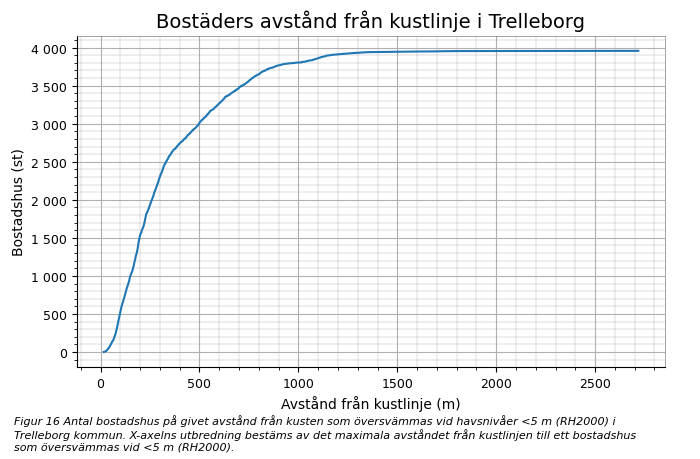 Bostäders avstånd från kustlinje i Trelleborg
4 000
3 500
3 000
2 500
2 000
1 500
1 000
500
0
Bostadshus (st)
0 500 1000 1500 2000 2500
Avstånd från kustlinje (m)
Figur 16 Antal bostadshus på givet avstånd från kusten som översvämmas vid havsnivåer <5 m (RH2000) i
Trelleborg kommun. X-axelns utbredning bestäms av det maximala avståndet från kustlinjen till ett bostadshus
som översvämmas vid <5 m (RH2000).